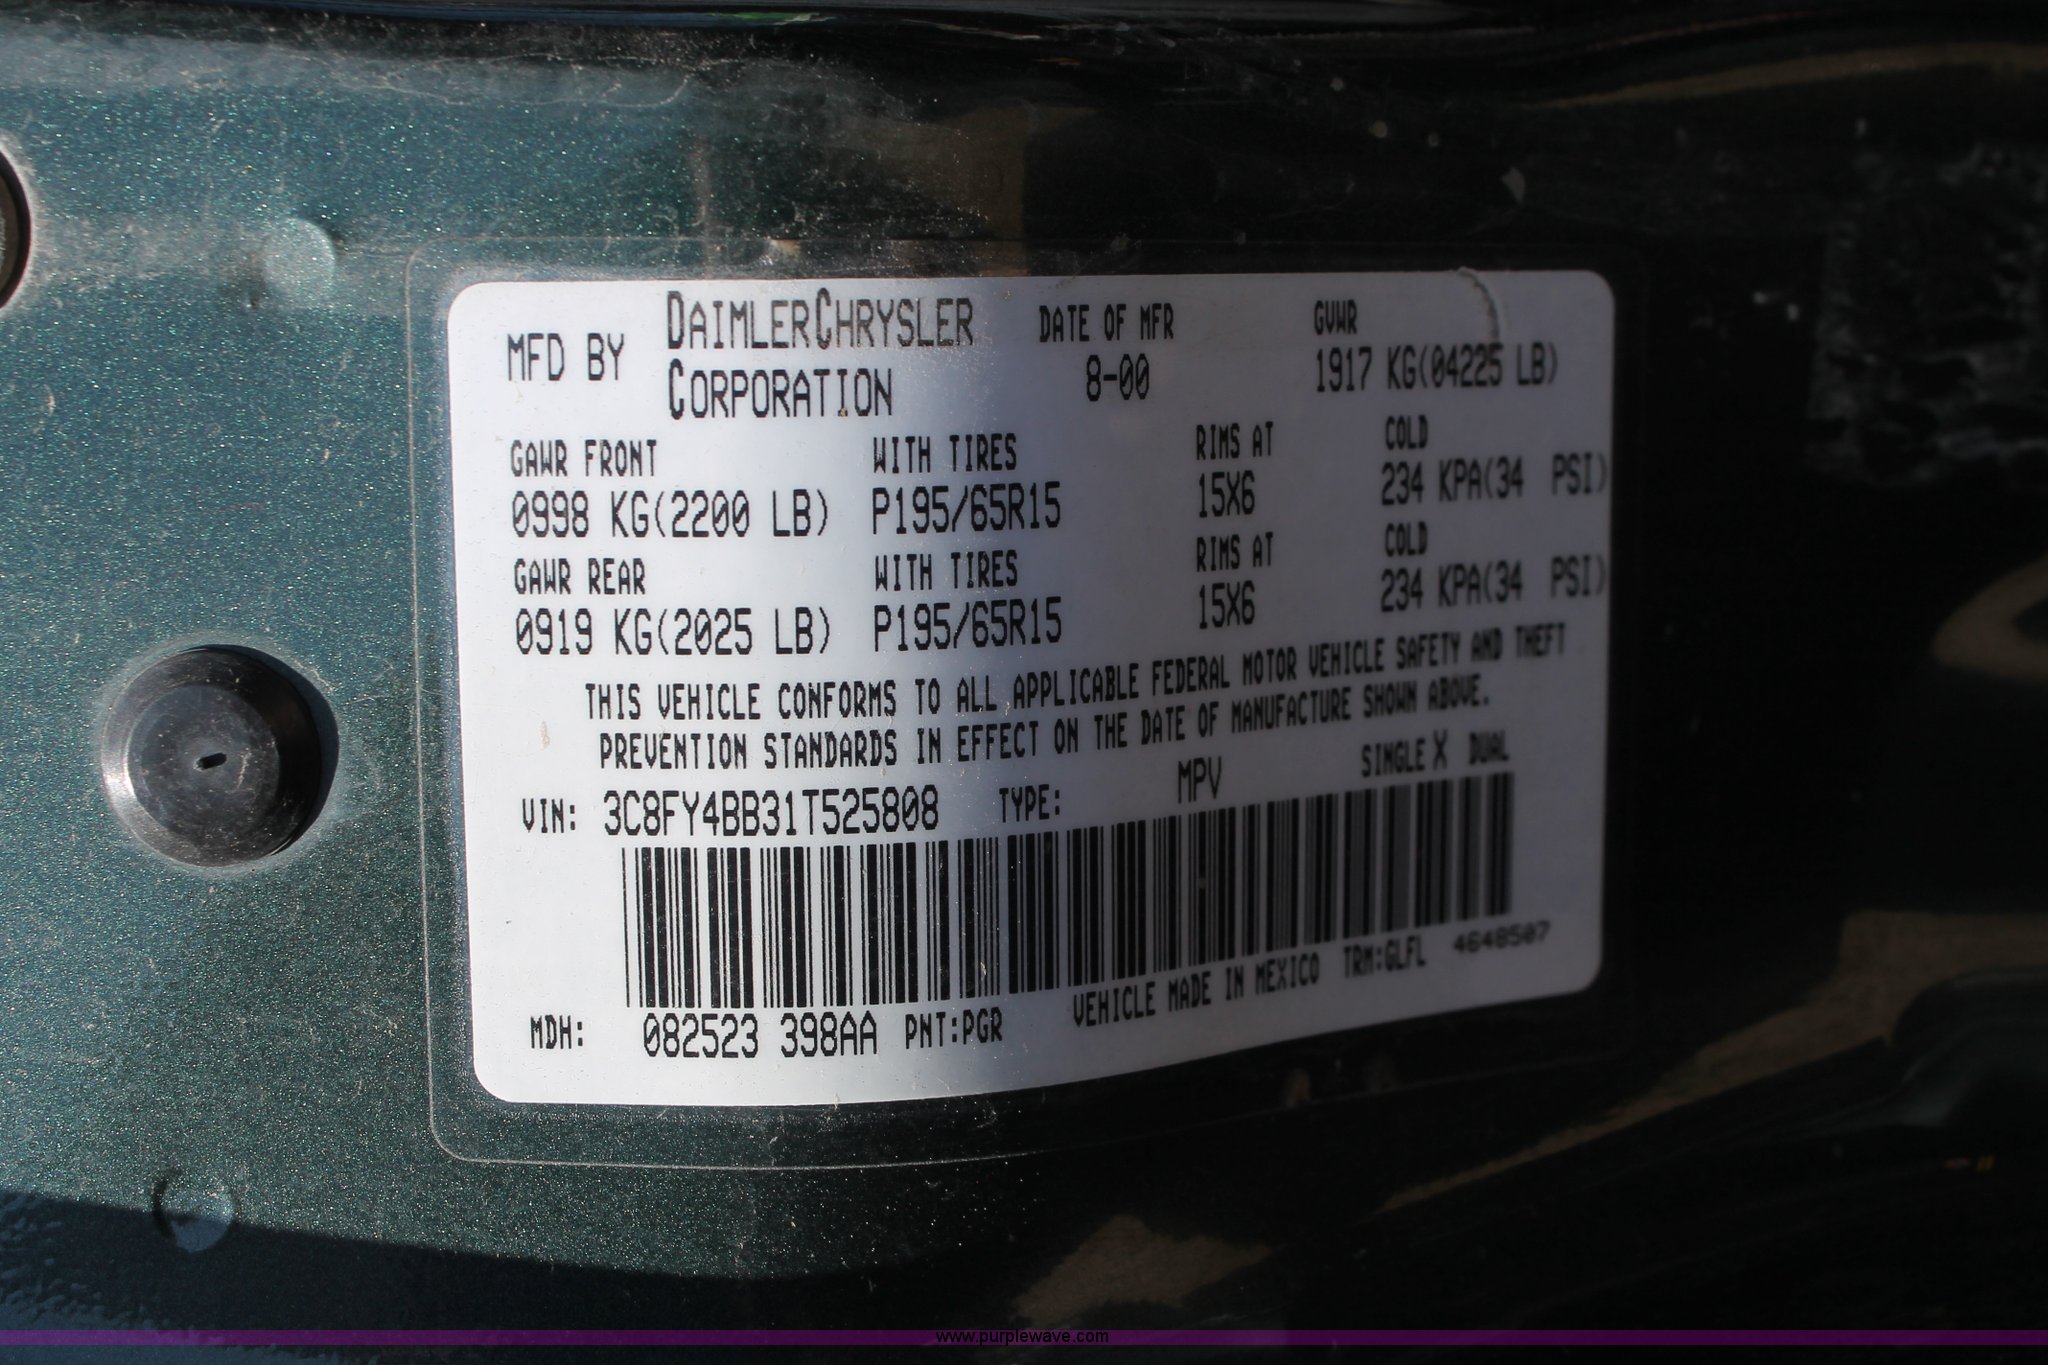 MFD BY DAIMLERCHRYSLER CORPORATION DATE OF MFR 8-00 GVWR 1917 KG(04225 LB)
GAWR FRONT WITH TIRES RIMS AT COLD
0998 KG(2200 LB) P195/65R15 15X6 234 KPA(34 PSI)
GAWR REAR WITH TIRES RIMS AT COLD
0919 KG(2025 LB) P195/65R15 15X6 234 KPA(34 PSI)
THIS VEHICLE CONFORMS TO ALL APPLICABLE FEDERAL MOTOR VEHICLE SAFETY AND THEFT
PREVENTION STANDARDS IN EFFECT ON THE DATE OF MANUFACTURE SHOWN ABOVE.
VIN: 3C8FY4BB31T525808 TYPE: MPV SINGLE X DUAL
MDH: 082523 398AA PNT:PGR VEHICLE MADE IN MEXICO TRM:GLFL 4648507
www.purplewave.com